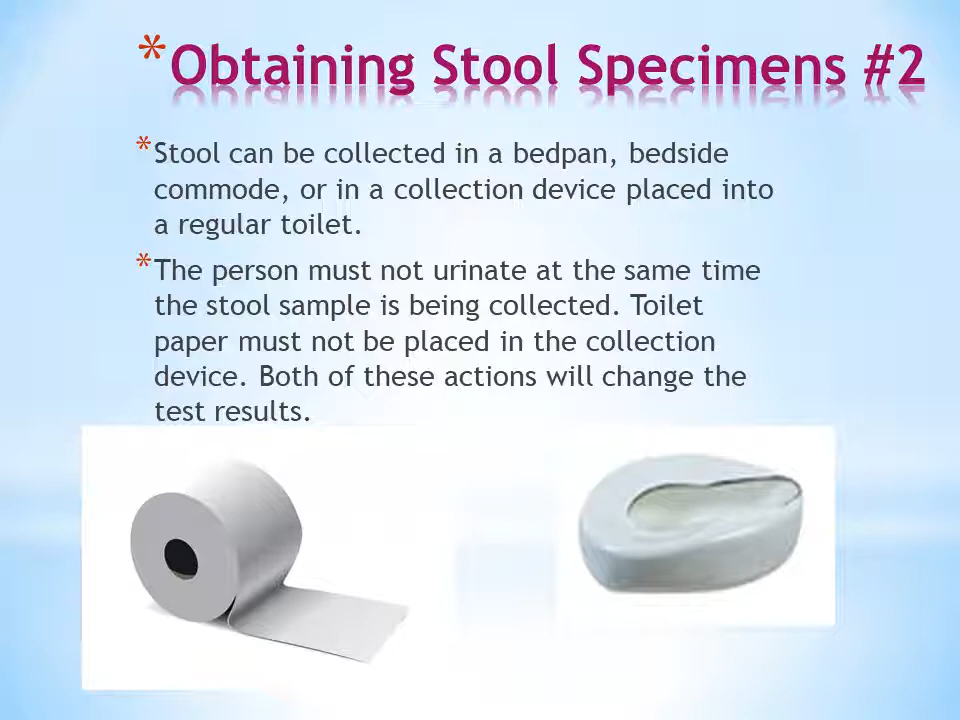 * Obtaining Stool Specimens #2
* Stool can be collected in a bedpan, bedside
commode, or in a collection device placed into
a regular toilet.
* The person must not urinate at the same time
the stool sample is being collected. Toilet
paper must not be placed in the collection
device. Both of these actions will change the
test results.